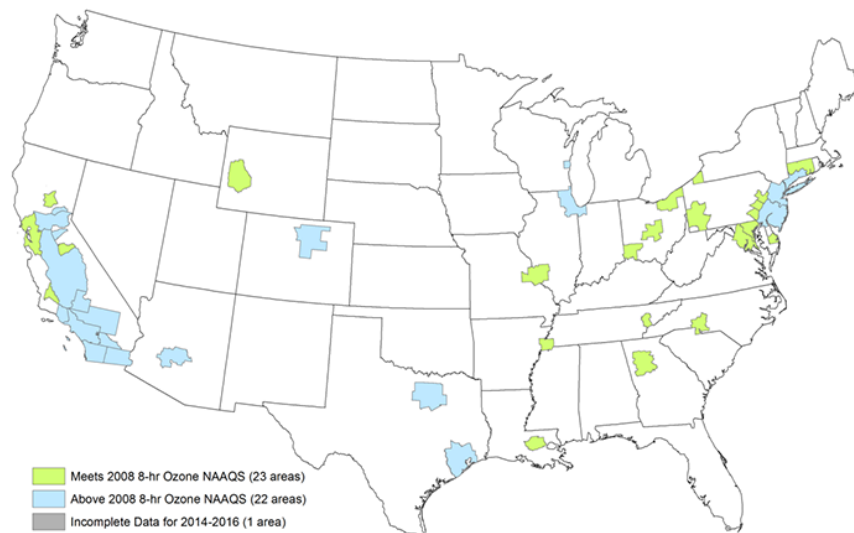 Meets 2008 8-hr Ozone NAAQS (23 areas)
Above 2008 8-hr Ozone NAAQS (22 areas)
Incomplete Data for 2014-2016 (1 area)